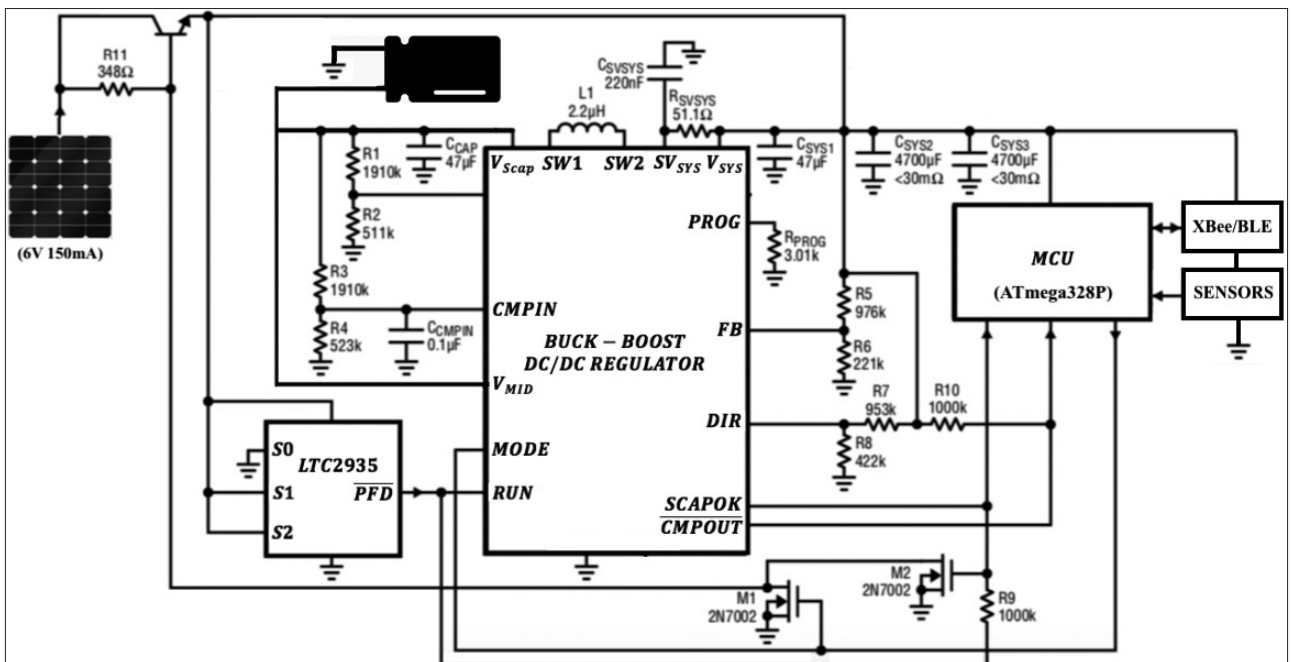 R11
348Ω
(6V 150mA)
R1
1910k
R2
511k
R3
1910k
R4
523k
CCAP
47µF
CCMPIN
0.1µF
L1
2.2µH
CSVSYS
220nF
RSVSYS
51.1Ω
VScap SW1 SW2 SVSYS VSYS
PROG
CMPIN
FB
BUCK – BOOST
DC/DC REGULATOR
VMID
DIR
MODE
RUN
SCAPOK
CMPOUT
CSYS1
47µF
CSYS2
4700µF
<30mΩ
CSYS3
4700µF
<30mΩ
RPROG
3.01k
R5
976k
R6
221k
R7
953k
R10
1000k
R8
422k
MCU
(ATmega328P)
XBee/BLE
SENSORS
S0
LTC2935
S1
PFD
S2
M1
2N7002
M2
2N7002
R9
1000k